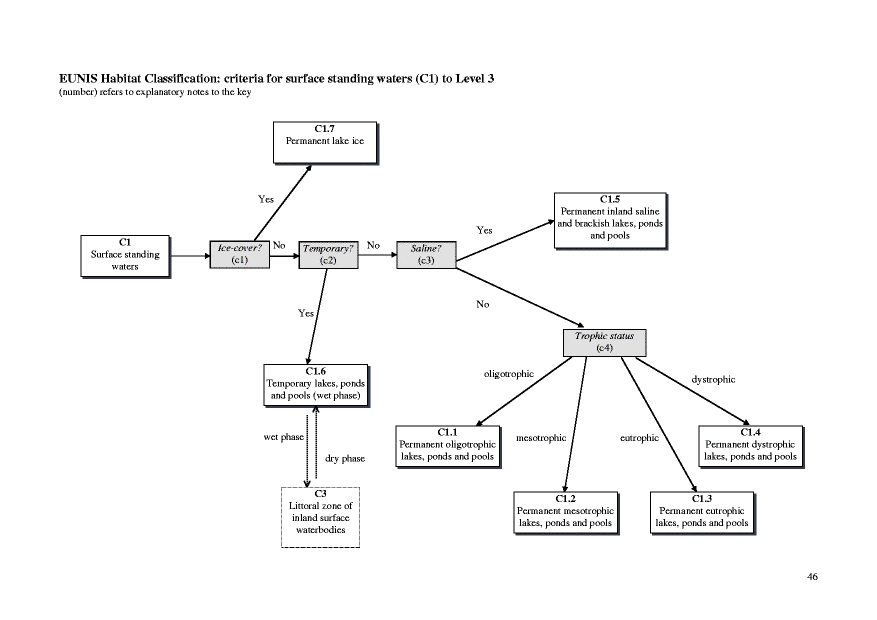 EUNIS Habitat Classification: criteria for surface standing waters (C1) to Level 3
(number) refers to explanatory notes to the key
C1.7
Permanent lake ice
Yes
C1.5
Permanent inland saline
and brackish lakes, ponds
and pools
Yes
C1
Surface standing
waters
Ice-cover?
(c1)
No
Temporary?
(c2)
No
Saline?
(c3)
No
Yes
Trophic status
(c4)
C1.6
Temporary lakes, ponds
and pools (wet phase)
oligotrophic
dystrophic
wet phase
dry phase
C1.1
Permanent oligotrophic
lakes, ponds and pools
mesotrophic
eutrophic
C1.4
Permanent dystrophic
lakes, ponds and pools
C3
Littoral zone of
inland surface
waterbodies
C1.2
Permanent mesotrophic
lakes, ponds and pools
C1.3
Permanent eutrophic
lakes, ponds and pools
46